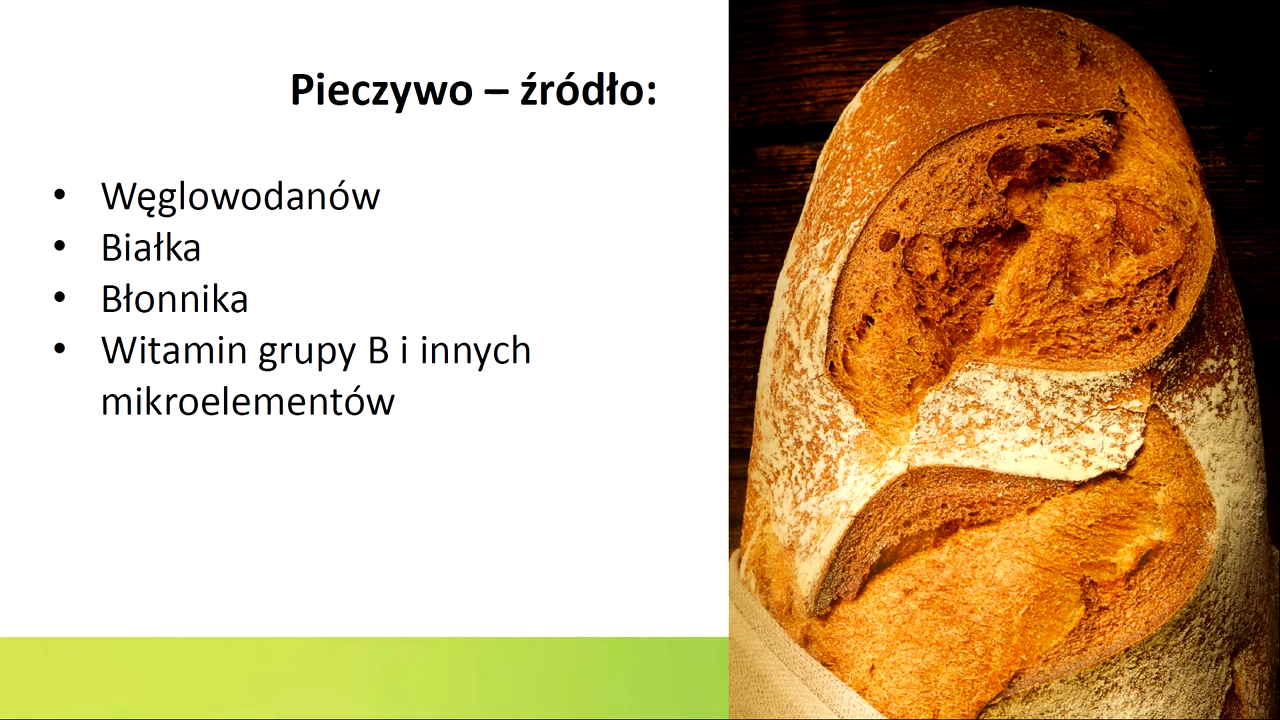 Pieczywo – źródło:
• Węglowodanów
• Białka
• Błonnika
• Witamin grupy B i innych
mikroelementów